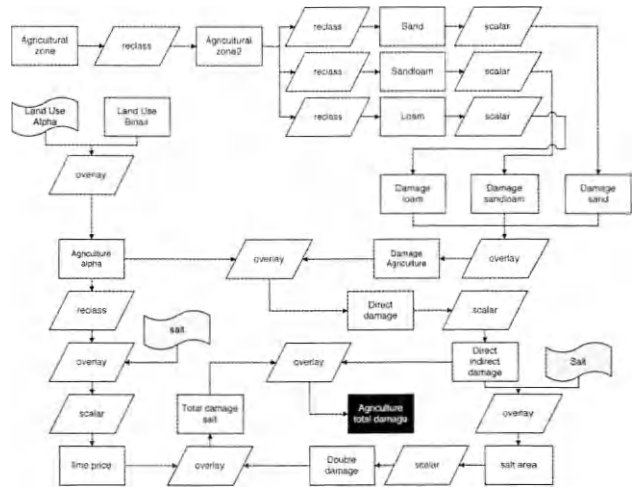 Agricultural
zone
reclass
Agricultural
zone2
reclass
Sand
scalar
reclass
Sandloam
scalar
reclass
Loam
scalar
Land Use
Alpha
Land Use
Binair
overlay
Damage
loam
Damage
sandloam
Damage
sand
Agriculture
alpha
overlay
Damage
Agriculture
overlay
reclass
Direct
damage
scalar
salt
overlay
overlay
Direct
indirect
damage
Salt
scalar
Total damage
salt
Agriculture
total damage
overlay
lime price
overlay
Double
damage
scalar
salt area